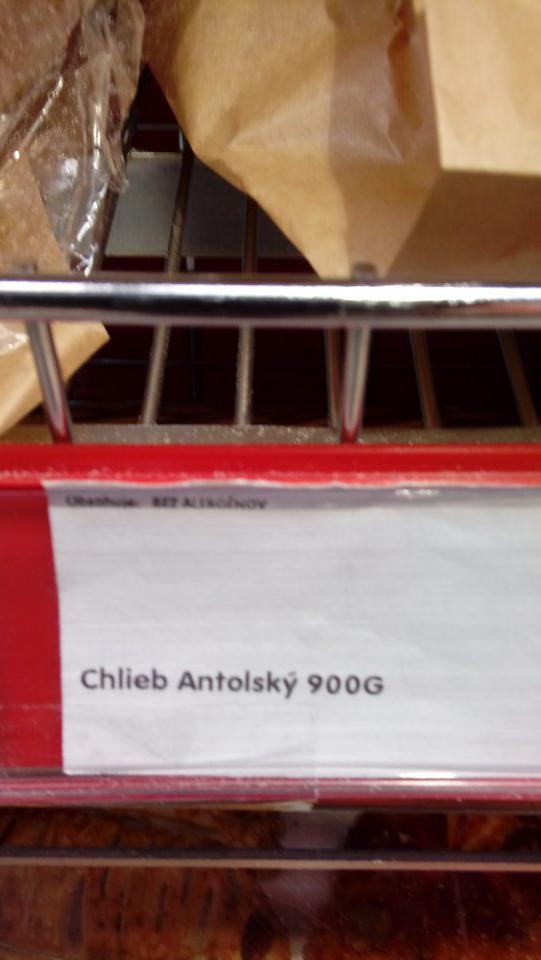 Obsahuje: BEZ ALERGÉNOV
Chlieb Antolský 900G